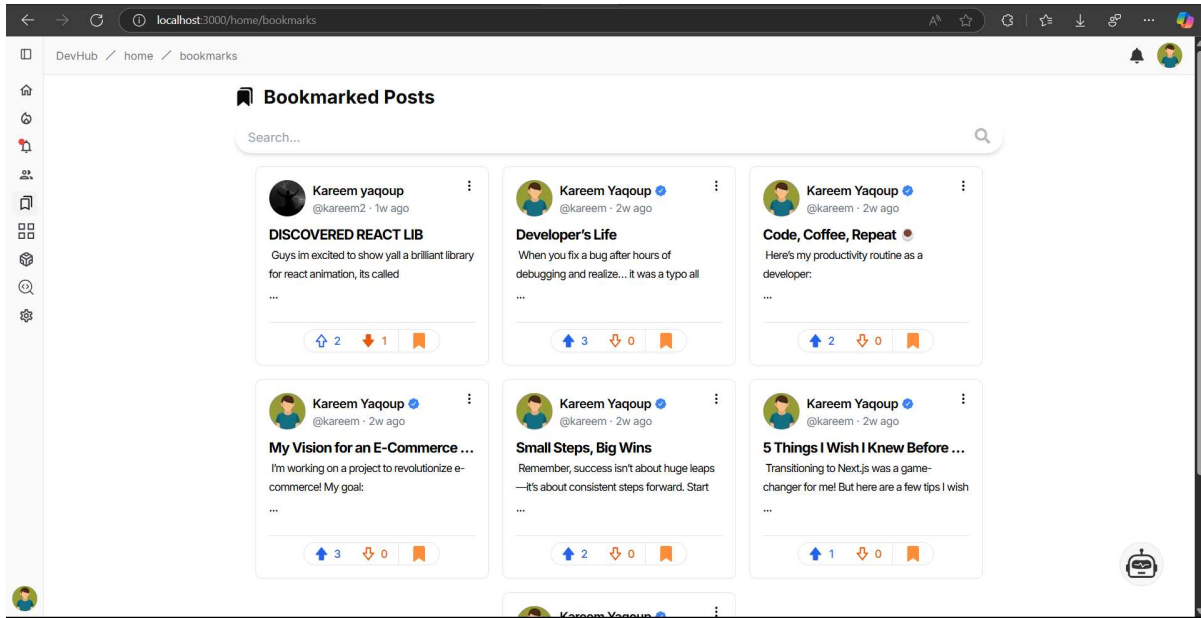 localhost:3000/home/bookmarks
DevHub / home / bookmarks
Bookmarked Posts
Search...
Kareem yaqoup
@kareem2 · 1w ago
DISCOVERED REACT LIB
Guys im excited to show yall a brilliant library
for react animation, its called
...
2 1
Kareem Yaqoup
@kareem · 2w ago
Developer's Life
When you fix a bug after hours of
debugging and realize… it was a typo all
...
3 0
Kareem Yaqoup
@kareem · 2w ago
Code, Coffee, Repeat ☕
Here's my productivity routine as a
developer:
...
2 0
Kareem Yaqoup
@kareem · 2w ago
My Vision for an E-Commerce ...
I'm working on a project to revolutionize e-
commerce! My goal:
...
3 0
Kareem Yaqoup
@kareem · 2w ago
Small Steps, Big Wins
Remember, success isn't about huge leaps
—it's about consistent steps forward. Start
...
2 0
Kareem Yaqoup
@kareem · 2w ago
5 Things I Wish I Knew Before ...
Transitioning to Next.js was a game-
changer for me! But here are a few tips I wish
...
1 0
Kareem Yaqoup